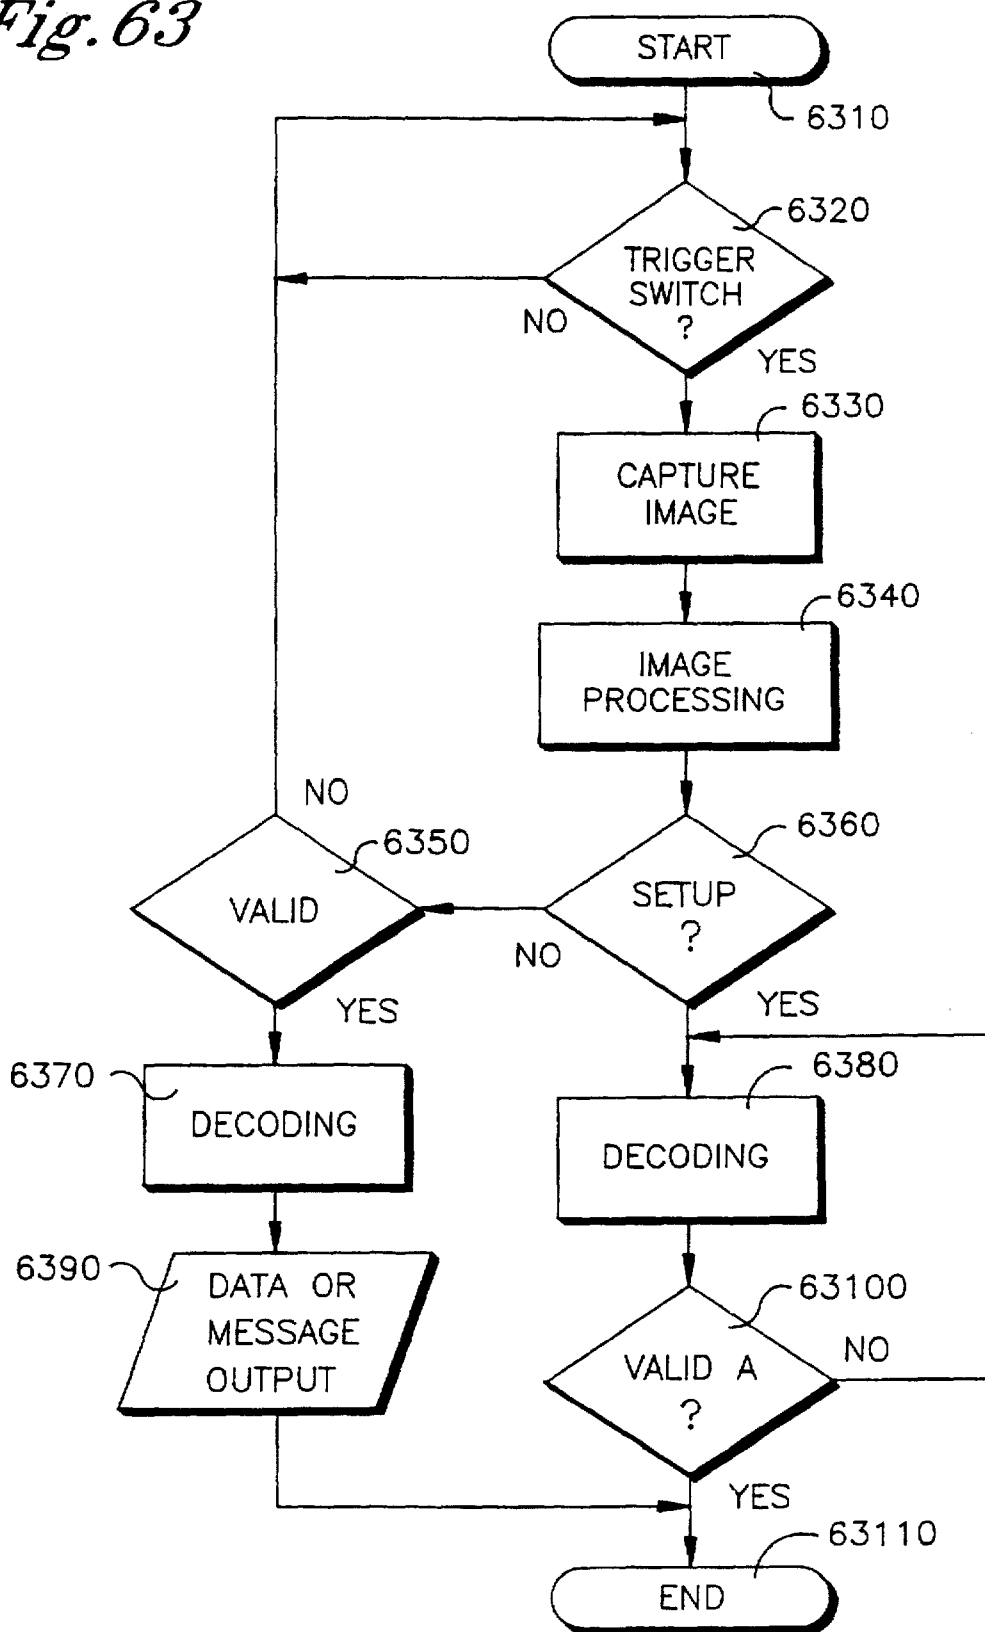 Fig. 63
START
6310
6320
TRIGGER
SWITCH
?
NO
YES
6330
CAPTURE
IMAGE
6340
IMAGE
PROCESSING
NO
6350
VALID
6360
SETUP
?
NO
YES
YES
6370
DECODING
6380
DECODING
6390
DATA OR
MESSAGE
OUTPUT
63100
VALID A
?
NO
YES
63110
END